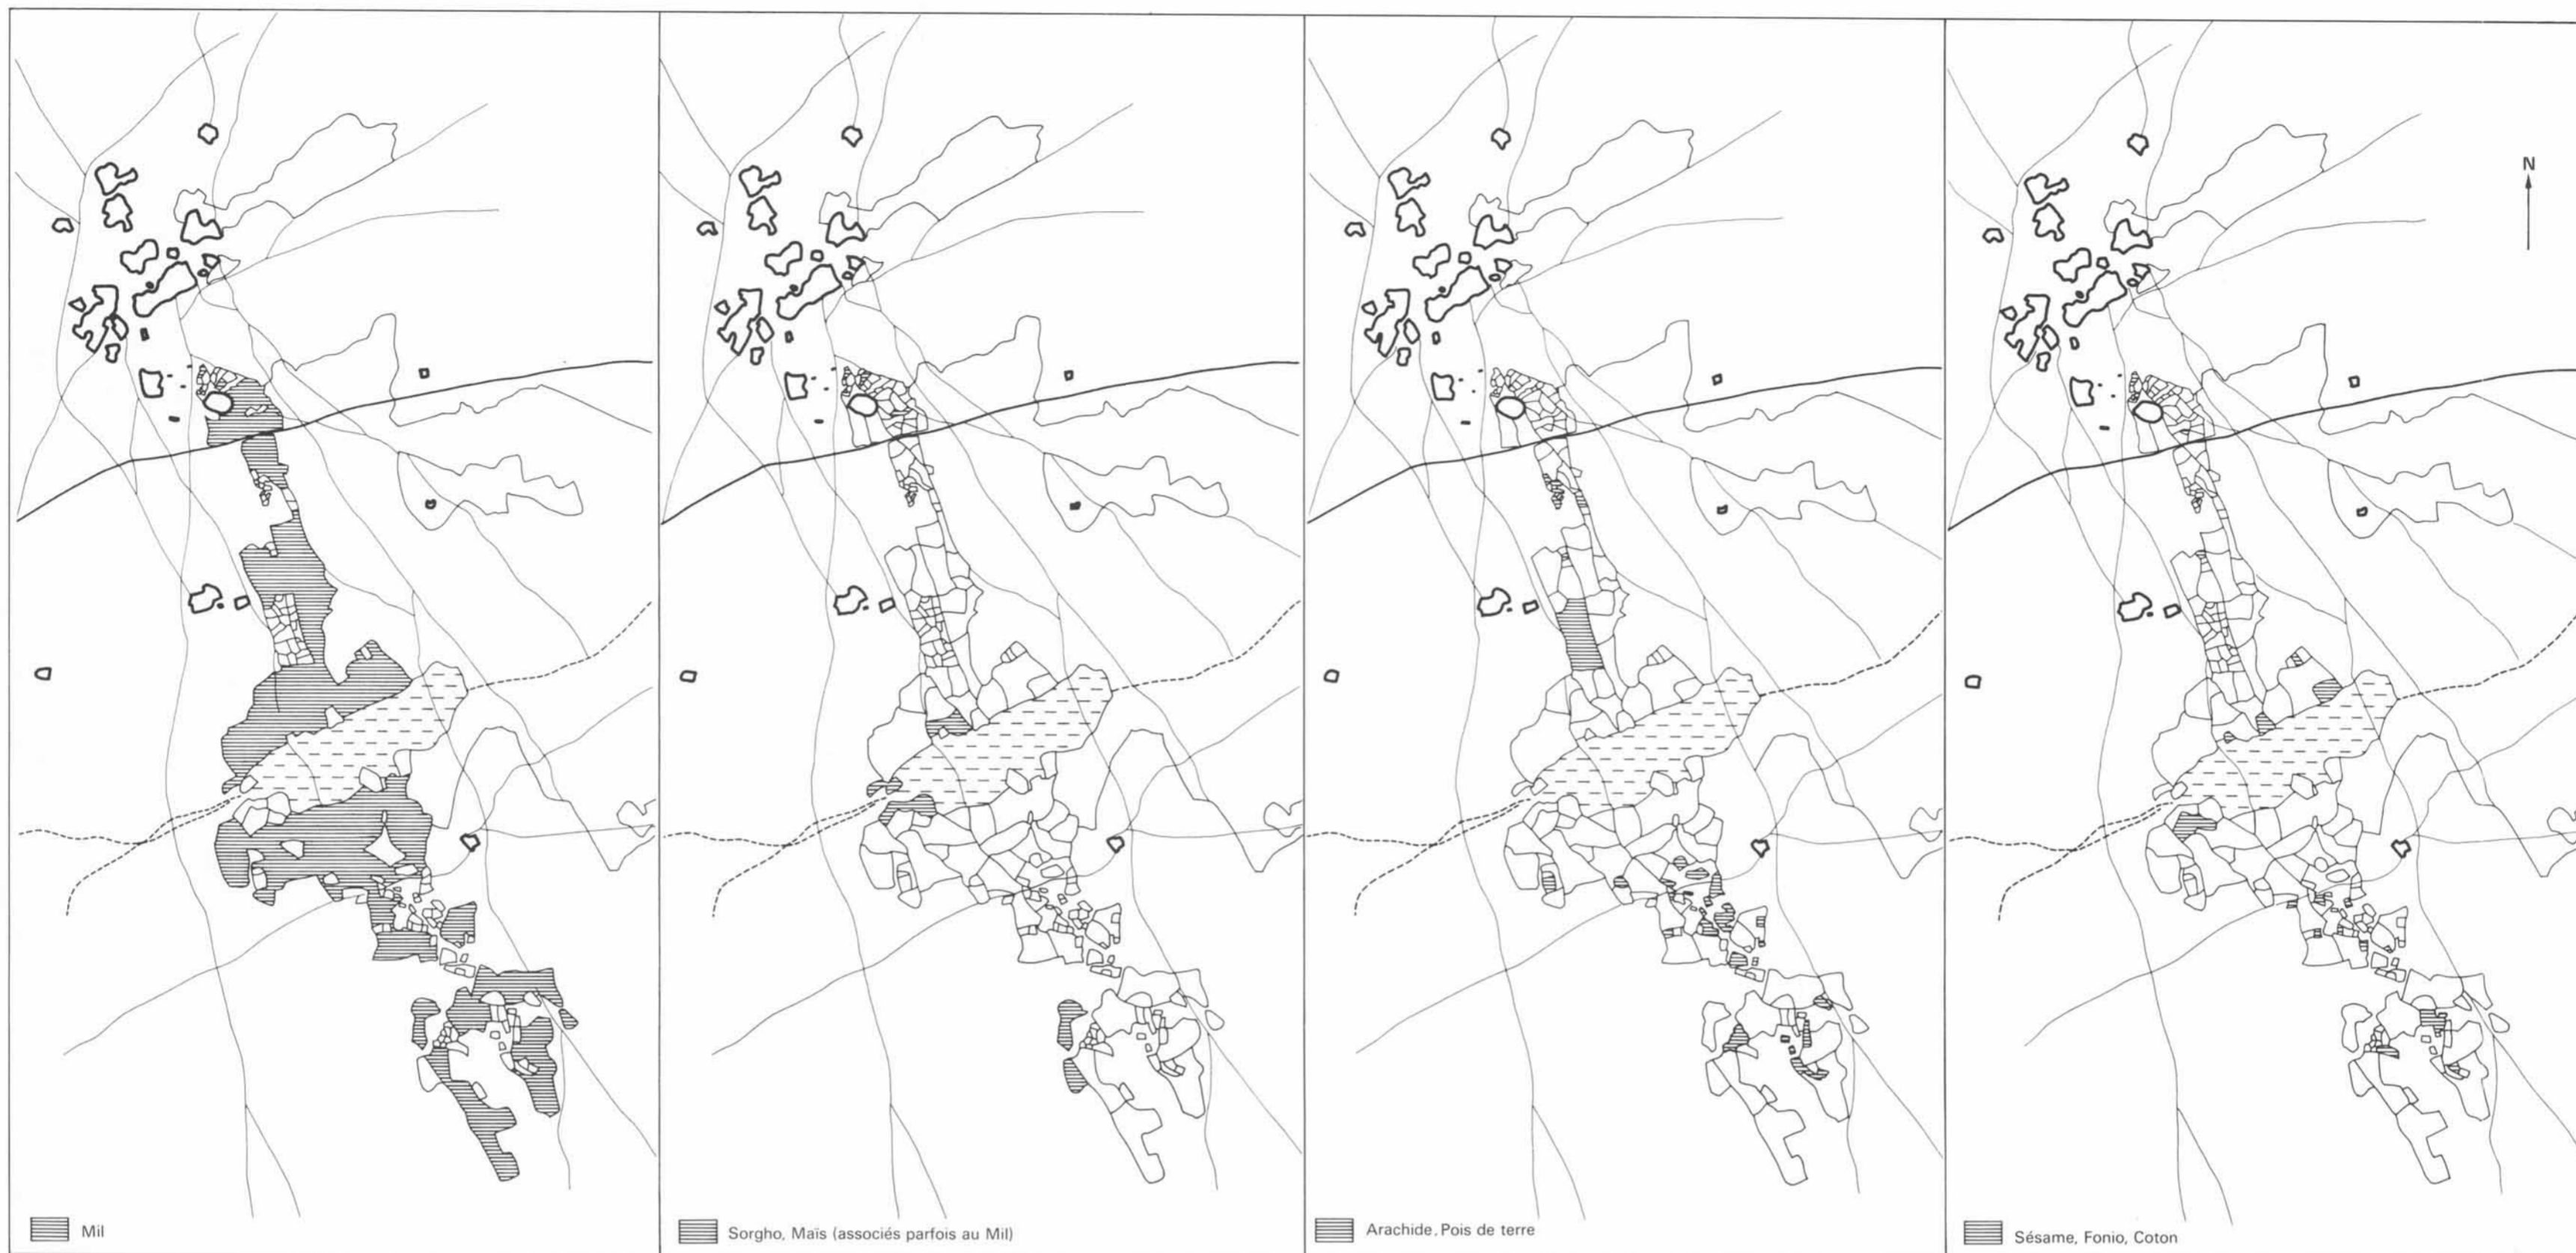 N
Mil
Sorgho, Maïs (associés parfois au Mil)
Arachide, Pois de terre
Sésame, Fonio, Coton